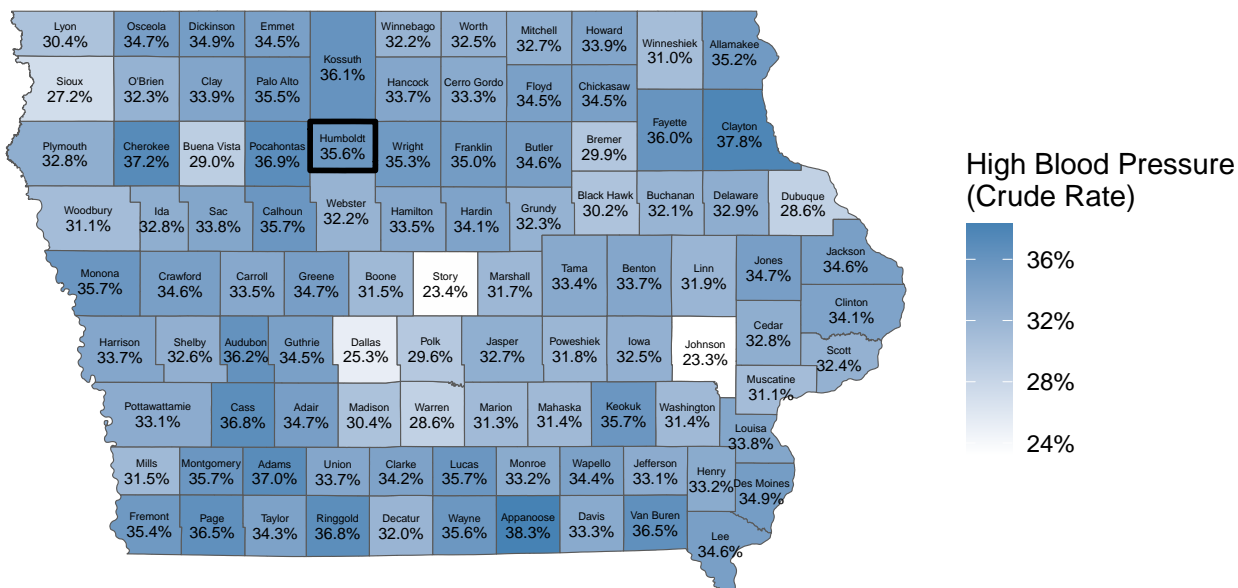 Lyon
30.4%
Osceola
34.7%
Dickinson
34.9%
Emmet
34.5%
Kossuth
36.1%
Winnebago
32.2%
Worth
32.5%
Mitchell
32.7%
Howard
33.9%
Winneshiek
31.0%
Allamakee
35.2%
Sioux
27.2%
O'Brien
32.3%
Clay
33.9%
Palo Alto
35.5%
Hancock
33.7%
Cerro Gordo
33.3%
Floyd
34.5%
Chickasaw
34.5%
Plymouth
32.8%
Cherokee
37.2%
Buena Vista
29.0%
Pocahontas
36.9%
Humboldt
35.6%
Wright
35.3%
Franklin
35.0%
Butler
34.6%
Bremer
29.9%
Fayette
36.0%
Clayton
37.8%
Woodbury
31.1%
Ida
32.8%
Sac
33.8%
Calhoun
35.7%
Webster
32.2%
Hamilton
33.5%
Hardin
34.1%
Grundy
32.3%
Black Hawk
30.2%
Buchanan
32.1%
Delaware
32.9%
Dubuque
28.6%
Monona
35.7%
Crawford
34.6%
Carroll
33.5%
Greene
34.7%
Boone
31.5%
Story
23.4%
Marshall
31.7%
Tama
33.4%
Benton
33.7%
Linn
31.9%
Jones
34.7%
Jackson
34.6%
Clinton
34.1%
Harrison
33.7%
Shelby
32.6%
Audubon
36.2%
Guthrie
34.5%
Dallas
25.3%
Polk
29.6%
Jasper
32.7%
Poweshiek
31.8%
Iowa
32.5%
Johnson
23.3%
Cedar
32.8%
Scott
32.4%
Muscatine
31.1%
Pottawattamie
33.1%
Cass
36.8%
Adair
34.7%
Madison
30.4%
Warren
28.6%
Marion
31.3%
Mahaska
31.4%
Keokuk
35.7%
Washington
31.4%
Louisa
33.8%
Mills
31.5%
Montgomery
35.7%
Adams
37.0%
Union
33.7%
Clarke
34.2%
Lucas
35.7%
Monroe
33.2%
Wapello
34.4%
Jefferson
33.1%
Henry
33.2%
Des Moines
34.9%
Fremont
35.4%
Page
36.5%
Taylor
34.3%
Ringgold
36.8%
Decatur
32.0%
Wayne
35.6%
Appanoose
38.3%
Davis
33.3%
Van Buren
36.5%
Lee
34.6%
High Blood Pressure
(Crude Rate)
36%
32%
28%
24%